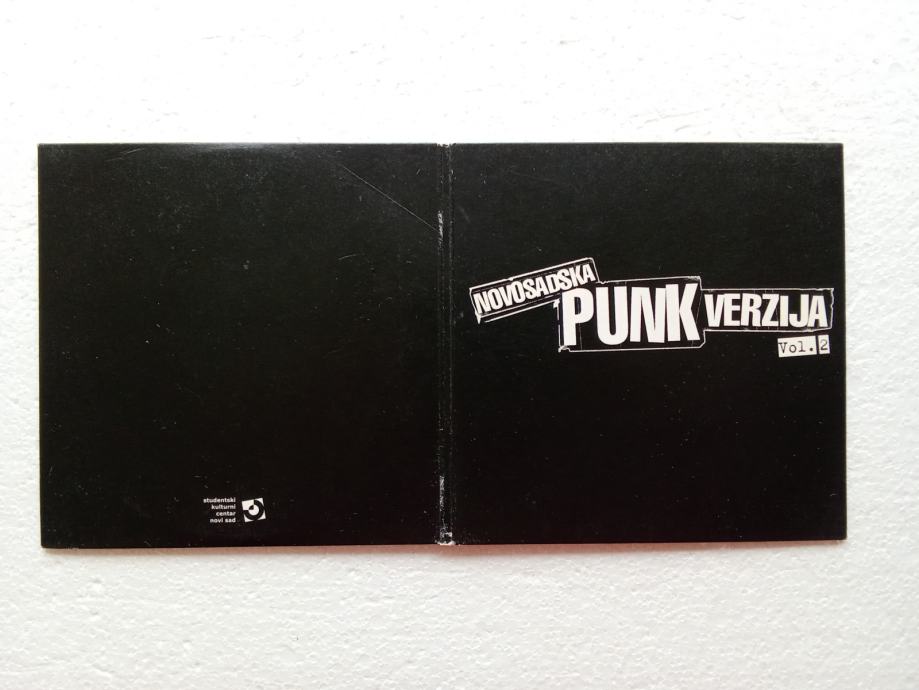 NOVOSADSKA
PUNK VERZIJA
Vol. 2
studentski
kulturni
centar
novi sad